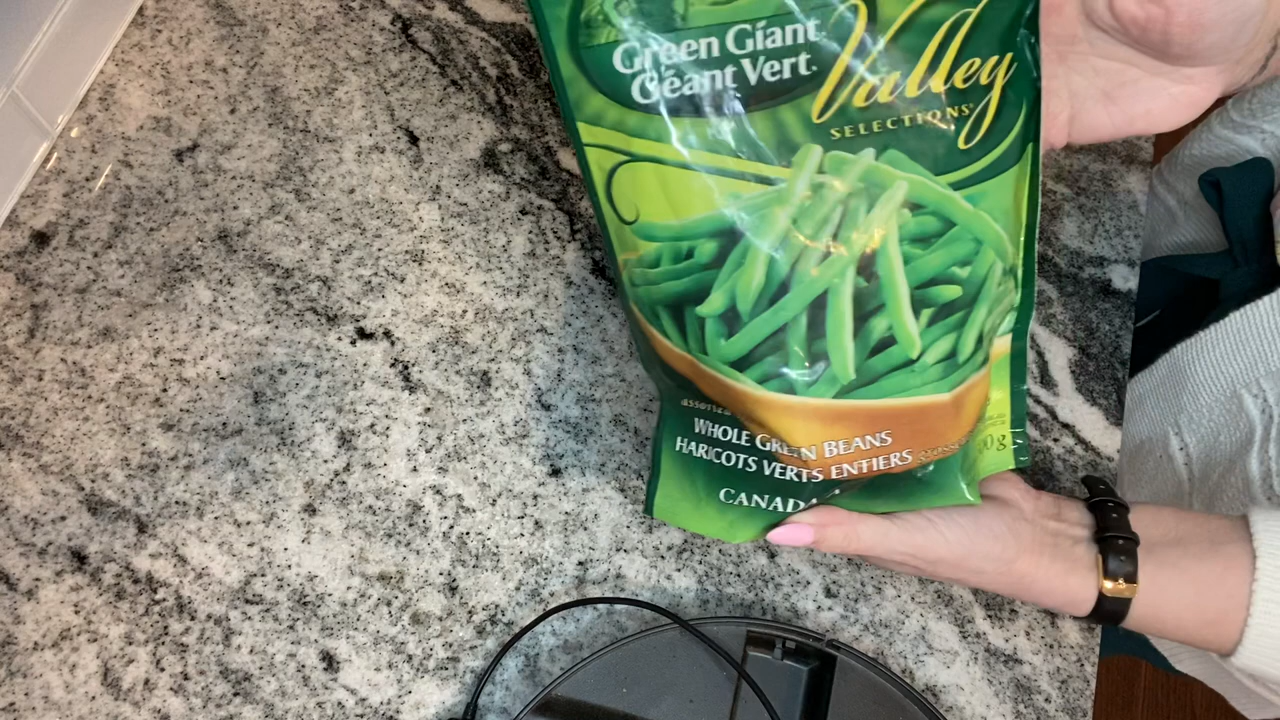 Green Giant
Géant Vert
Valley
SELECTIONS
WHOLE GREEN BEANS
HARICOTS VERTS ENTIERS
CANADA